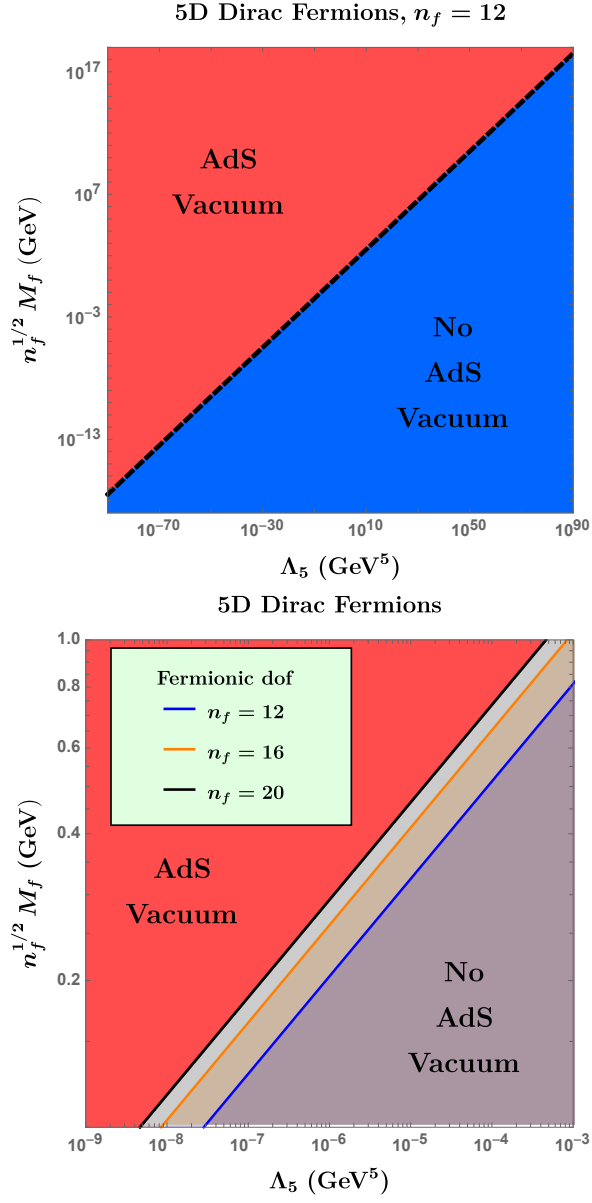 5D Dirac Fermions, n_f = 12
10^17
10^7
10^−3
10^−13
n_f^1/2 M_f (GeV)
AdS
Vacuum
No
AdS
Vacuum
10^−70 10^−30 10^10 10^50 10^90
Λ_5 (GeV^5)
5D Dirac Fermions
1.0
0.8
0.6
0.4
0.2
n_f^1/2 M_f (GeV)
Fermionic dof
n_f = 12
n_f = 16
n_f = 20
AdS
Vacuum
No
AdS
Vacuum
10^−9 10^−8 10^−7 10^−6 10^−5 10^−4 10^−3
Λ_5 (GeV^5)